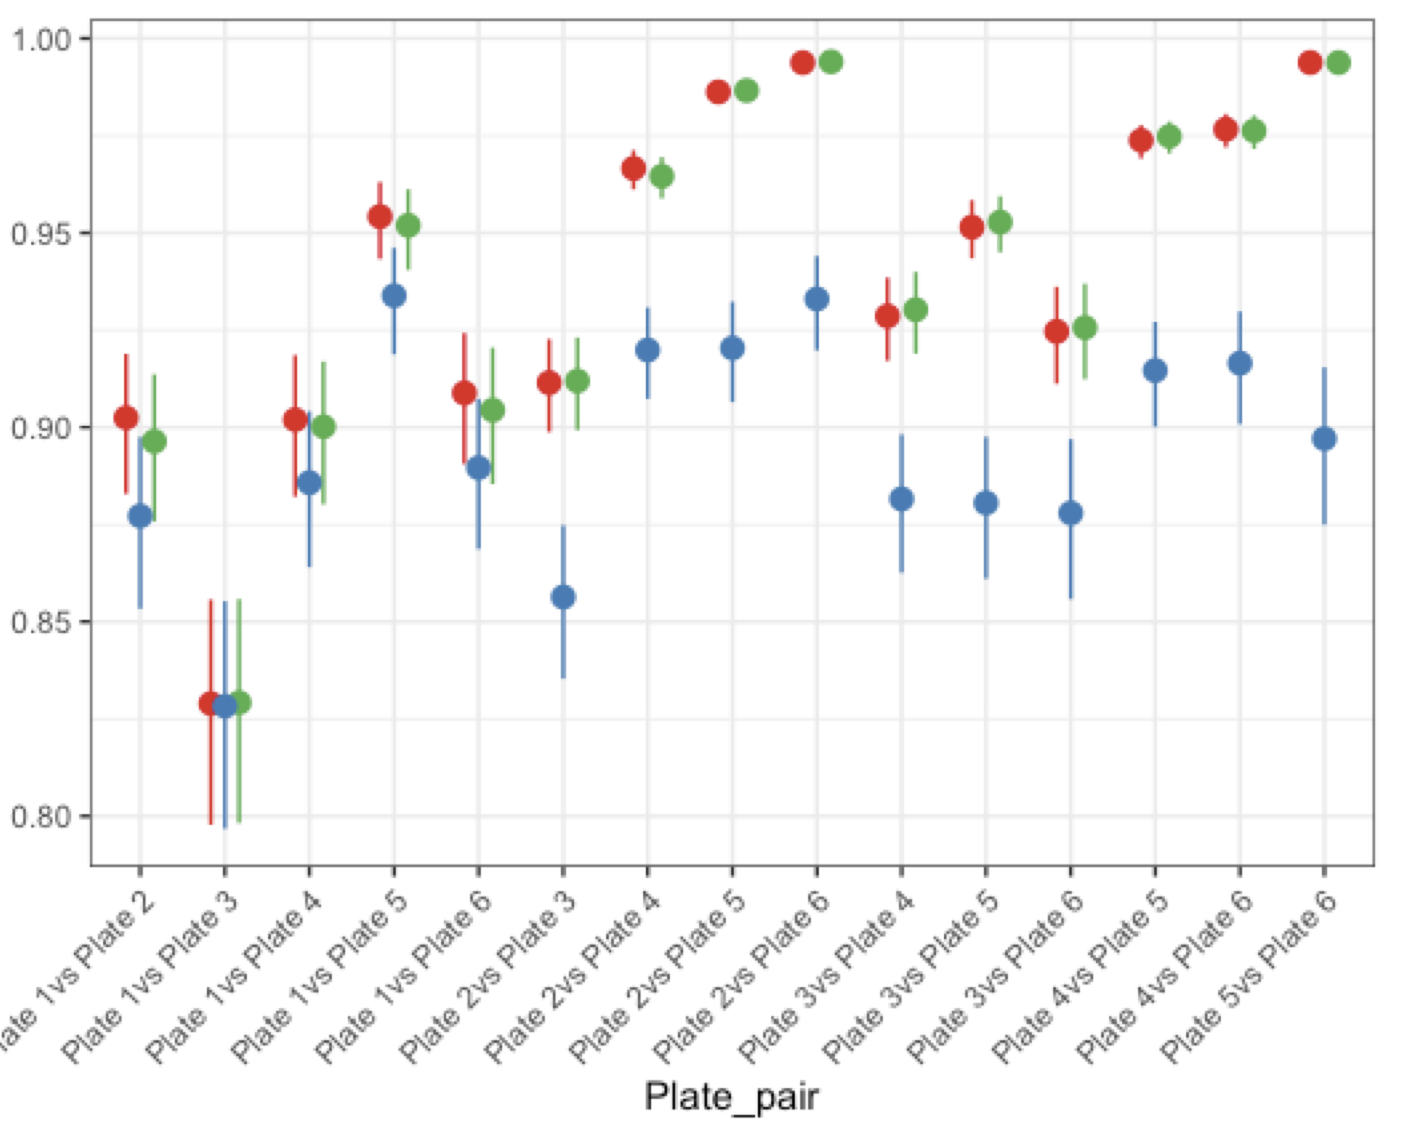 1.00
0.95
0.90
0.85
0.80
late 1vs Plate 2
Plate 1vs Plate 3
Plate 1vs Plate 4
Plate 1vs Plate 5
Plate 1vs Plate 6
Plate 2vs Plate 3
Plate 2vs Plate 4
Plate 2vs Plate 5
Plate 2vs Plate 6
Plate 3vs Plate 4
Plate 3vs Plate 5
Plate 3vs Plate 6
Plate 4vs Plate 5
Plate 4vs Plate 6
Plate 5vs Plate 6
Plate_pair